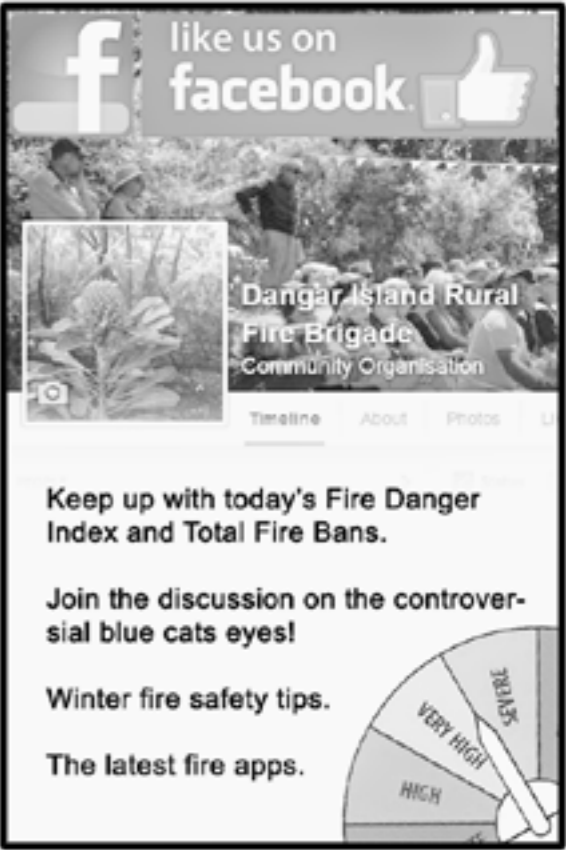 f
like us on
facebook.
Dangar Island Rural
Fire Brigade
Community Organisation
Timeline About Photos
Keep up with today's Fire Danger
Index and Total Fire Bans.
Join the discussion on the controver-
sial blue cats eyes!
Winter fire safety tips.
The latest fire apps.
SEVERE
VERY HIGH
HIGH